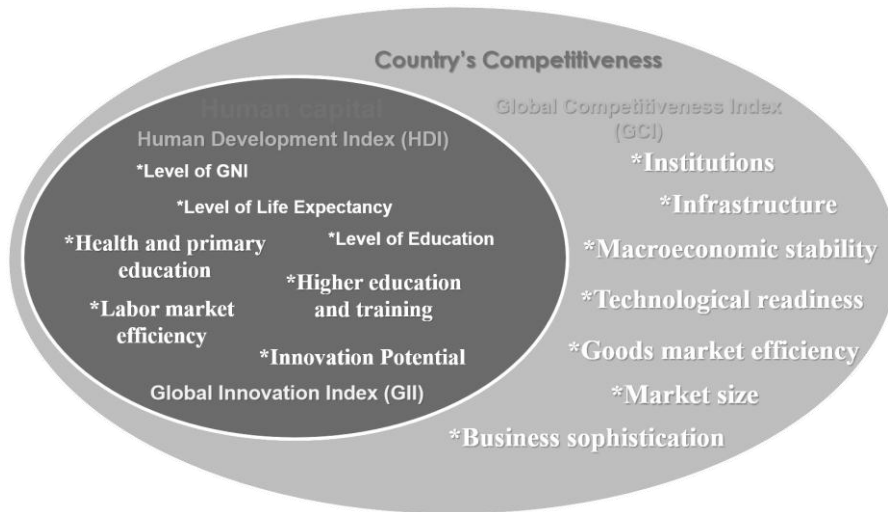 Country's Competitiveness
Human capital
Human Development Index (HDI)
*Level of GNI
*Level of Life Expectancy
*Level of Education
*Health and primary
education
*Higher education
and training
*Labor market
efficiency
*Innovation Potential
Global Innovation Index (GII)
Global Competitiveness Index
(GCI)
*Institutions
*Infrastructure
*Macroeconomic stability
*Technological readiness
*Goods market efficiency
*Market size
*Business sophistication